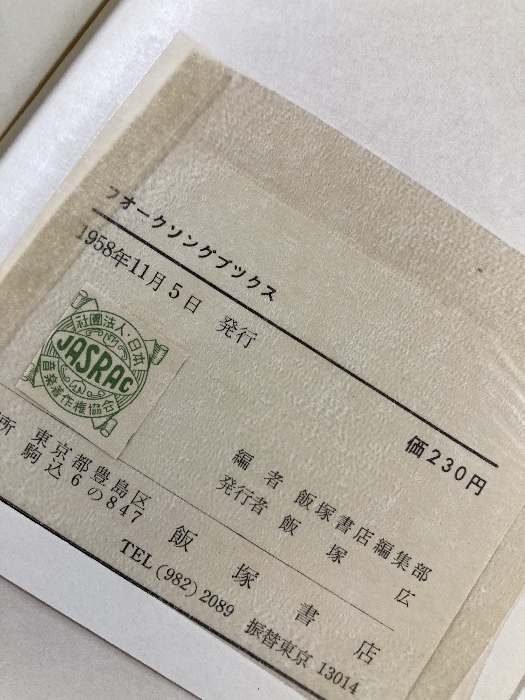 フォークソングブックス
1958年11月5日 発行
価230円
社團法人・日本
JASRAC
音楽著作権協会
編者 飯塚書店編集部
発行者 飯塚広
所 東京都豊島区
駒込6の847
飯塚書店
TEL (982) 2089 振替東京 13014